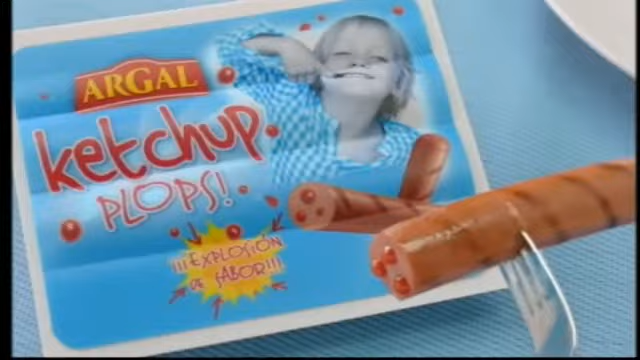 ARGAL
ketchup
PLOPS!
¡¡¡EXPLOSIÓN
DE SABOR!!!